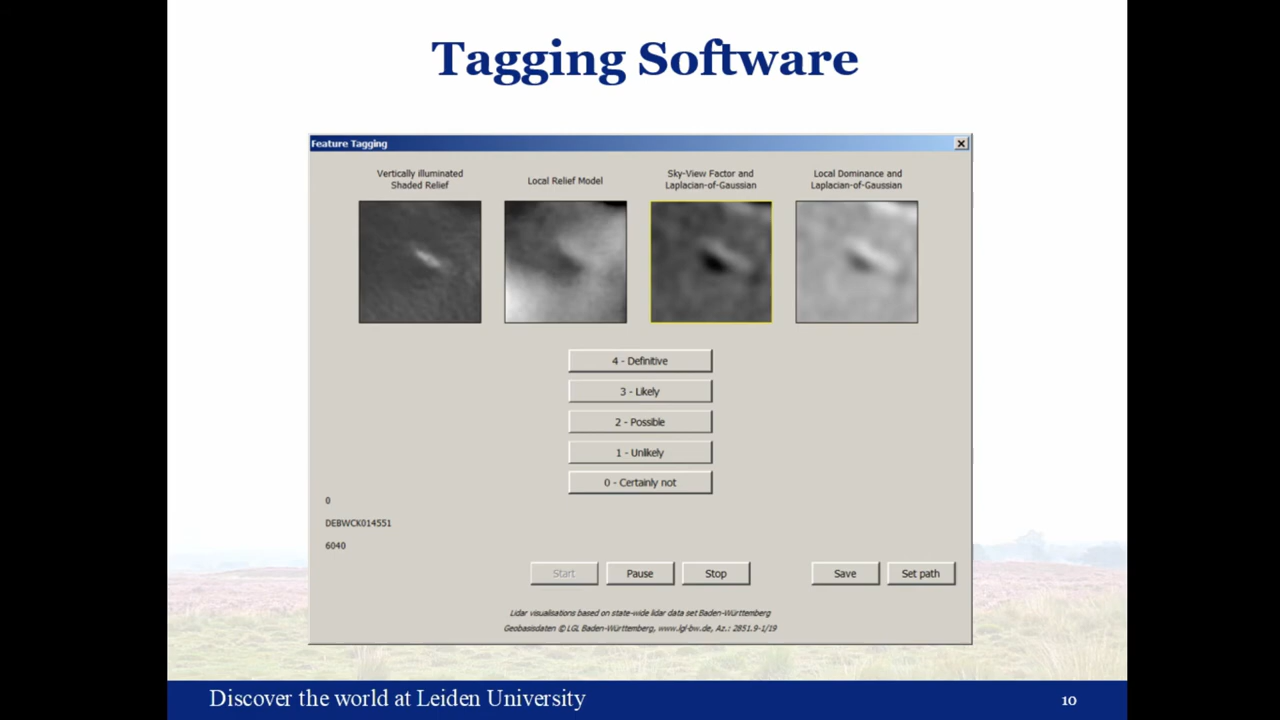 Tagging Software
Feature Tagging
Vertically illuminated
Shaded Relief
Local Relief Model
Sky-View Factor and
Laplacian-of-Gaussian
Local Dominance and
Laplacian-of-Gaussian
4 - Definitive
3 - Likely
2 - Possible
1 - Unlikely
0 - Certainly not
0
DEBWCK014551
6040
Start
Pause
Stop
Save
Set path
Lidar visualisations based on state-wide lidar data set Baden-Württemberg
Geobasisdaten © LGL Baden-Württemberg, www.lgl-bw.de, Az.: 2851.9-1/19
Discover the world at Leiden University
10